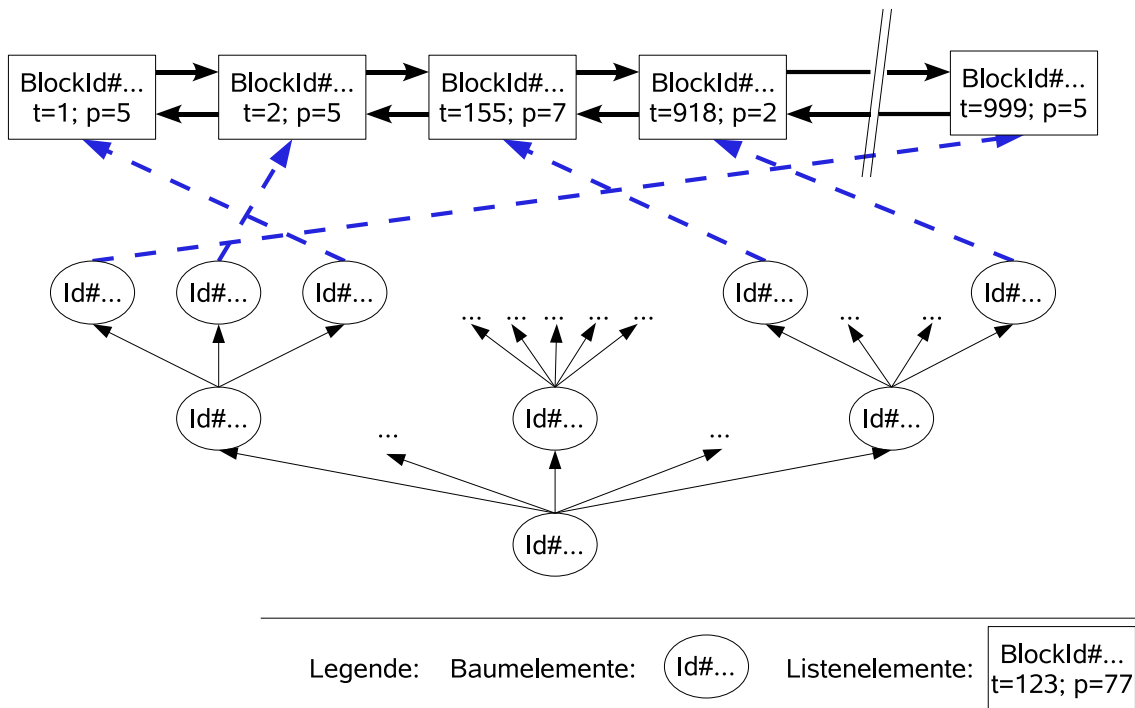 BlockId#...
t=1; p=5
BlockId#...
t=2; p=5
BlockId#...
t=155; p=7
BlockId#...
t=918; p=2
BlockId#...
t=999; p=5
Id#...
Id#...
Id#...
Id#...
Id#...
... ... ... ... ...
... ...
Id#...
Id#...
Id#...
...
...
Id#...
Legende: Baumelemente: Id#... Listenelemente:
BlockId#...
t=123; p=77